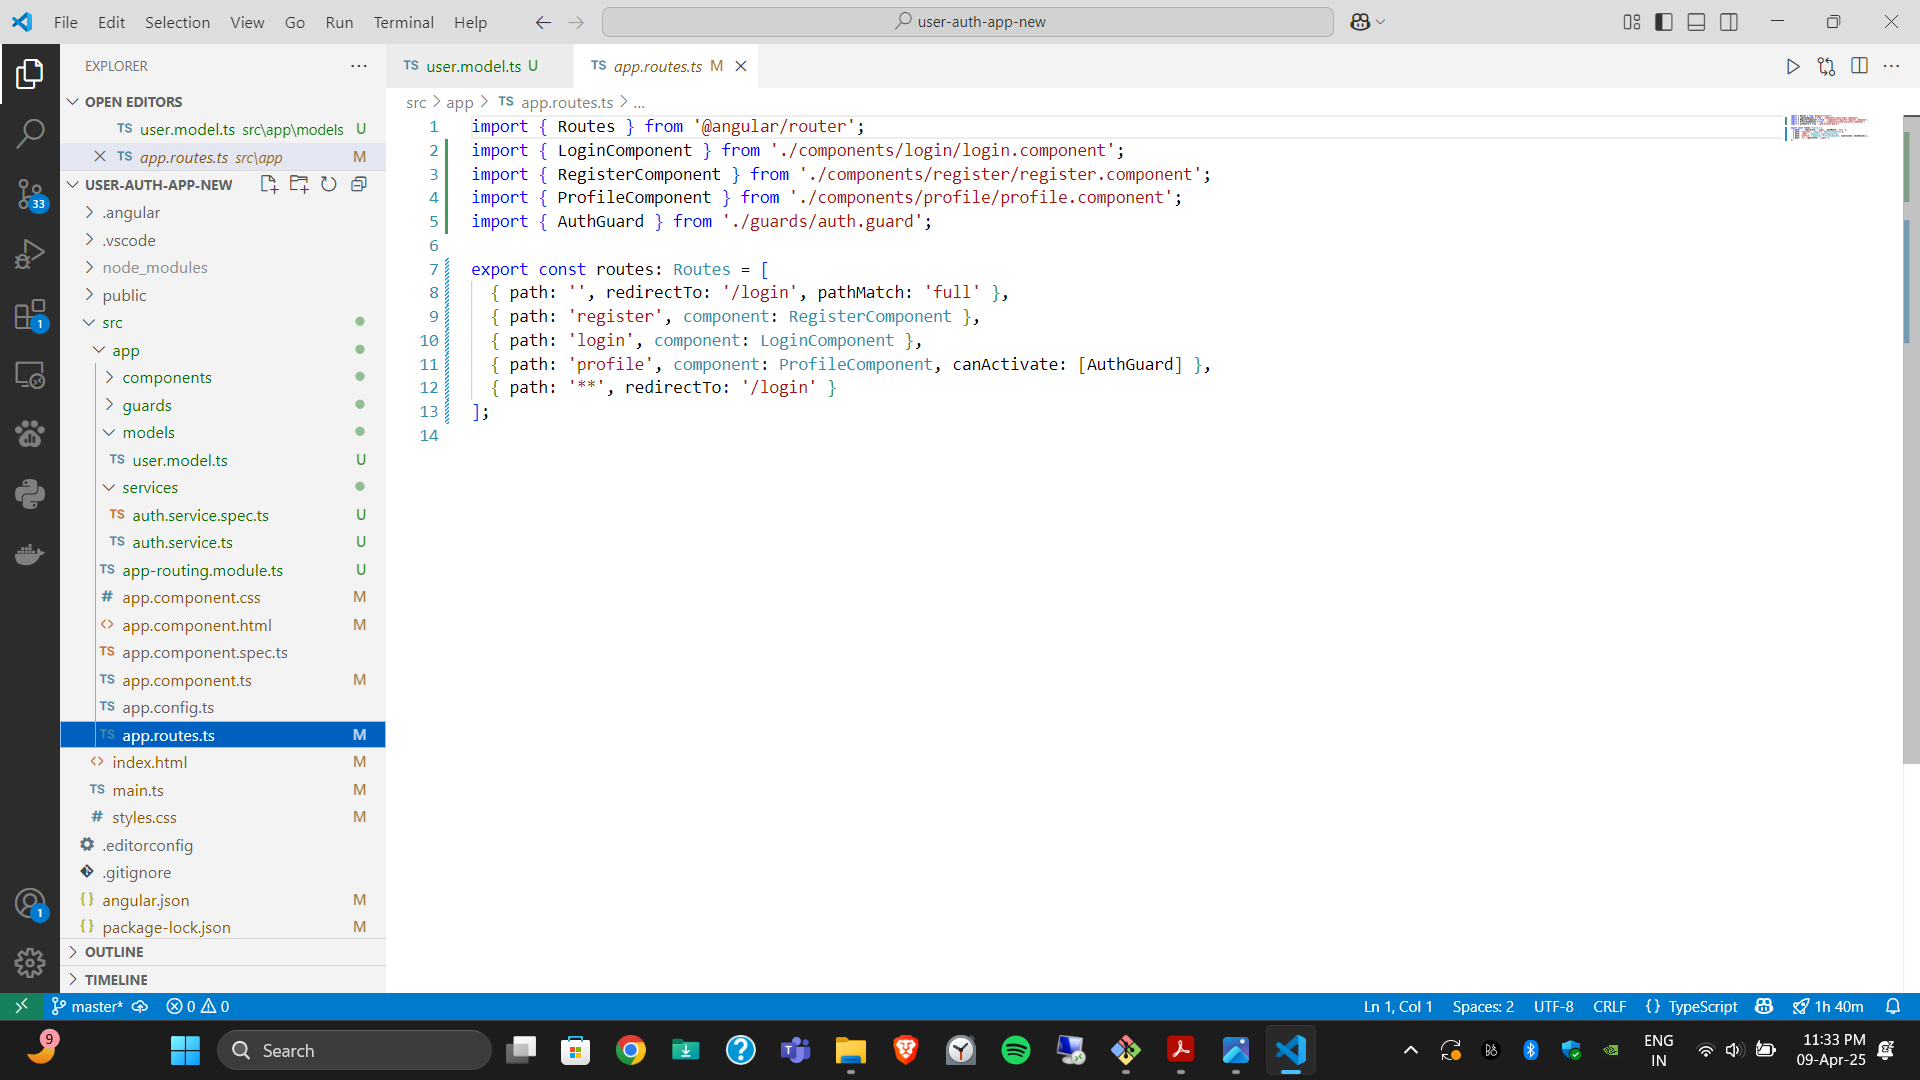 File Edit Selection View Go Run Terminal Help
user-auth-app-new
EXPLORER
OPEN EDITORS
TS user.model.ts src\app\models U
TS app.routes.ts src\app M
USER-AUTH-APP-NEW
.angular
.vscode
node_modules
public
src
app
components
guards
models
TS user.model.ts U
services
TS auth.service.spec.ts U
TS auth.service.ts U
TS app-routing.module.ts U
# app.component.css M
<> app.component.html M
TS app.component.spec.ts
TS app.component.ts M
TS app.config.ts
TS app.routes.ts M
<> index.html M
TS main.ts M
# styles.css M
.editorconfig
.gitignore
{} angular.json M
{} package-lock.json M
OUTLINE
TIMELINE
33
1
1
TS user.model.ts U
TS app.routes.ts M
src > app > TS app.routes.ts > ...
1 import { Routes } from '@angular/router';
2 import { LoginComponent } from './components/login/login.component';
3 import { RegisterComponent } from './components/register/register.component';
4 import { ProfileComponent } from './components/profile/profile.component';
5 import { AuthGuard } from './guards/auth.guard';
6
7 export const routes: Routes = [
8 { path: '', redirectTo: '/login', pathMatch: 'full' },
9 { path: 'register', component: RegisterComponent },
10 { path: 'login', component: LoginComponent },
11 { path: 'profile', component: ProfileComponent, canActivate: [AuthGuard] },
12 { path: '**', redirectTo: '/login' }
13 ];
14
master* 0 0
Ln 1, Col 1 Spaces: 2 UTF-8 CRLF {} TypeScript 1h 40m
9
Search
ENG
IN
11:33 PM
09-Apr-25